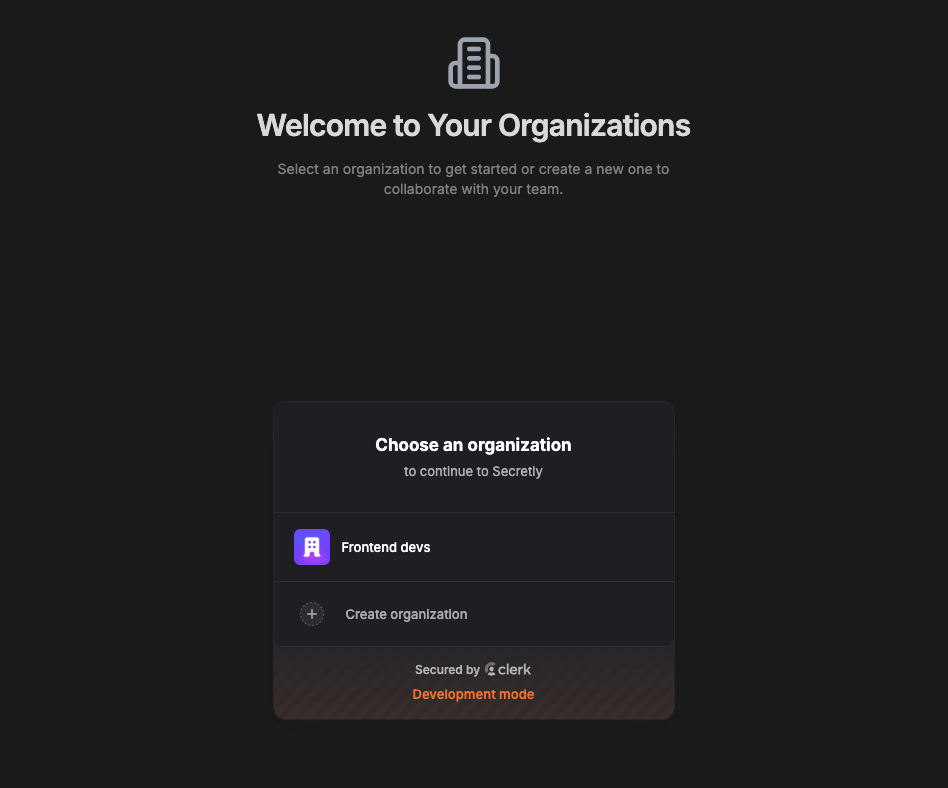 Welcome to Your Organizations
Select an organization to get started or create a new one to
collaborate with your team.
Choose an organization
to continue to Secretly
Frontend devs
Create organization
Secured by clerk
Development mode